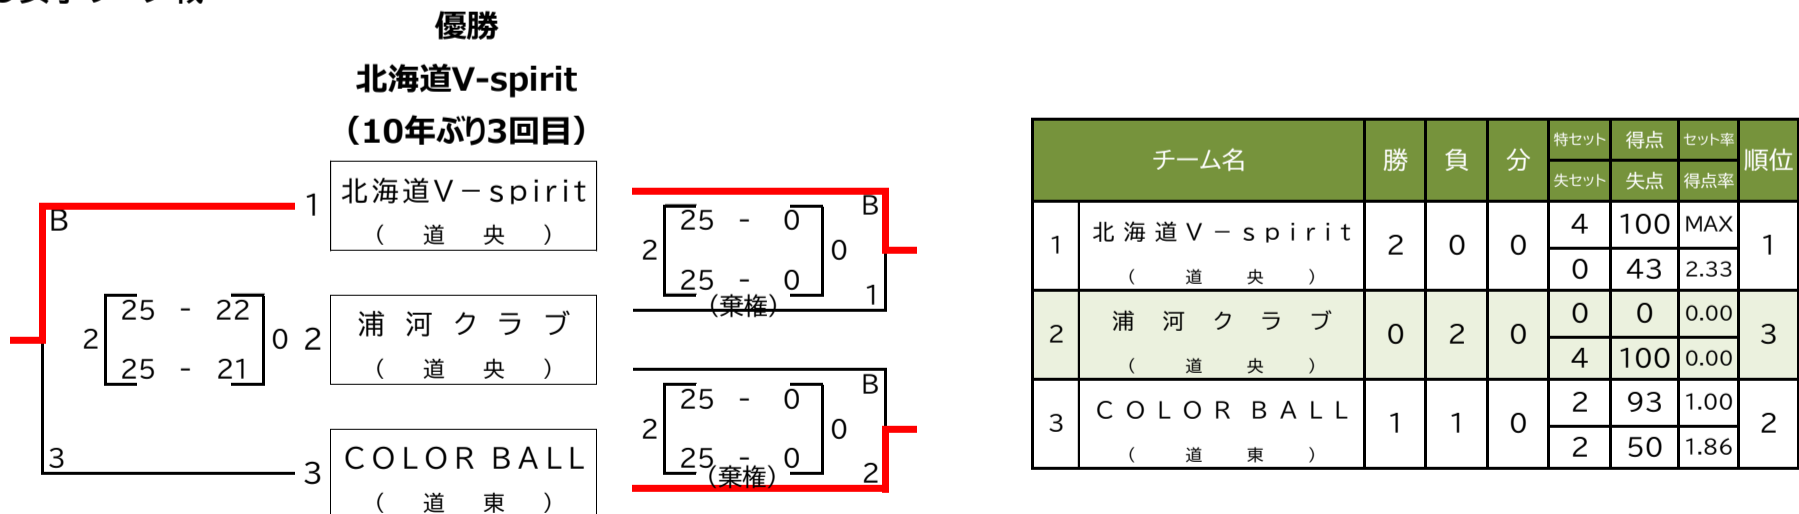 優勝
北海道V-spirit
（10年ぶり3回目）
1 北海道V－spirit
（ 道 央 ）
B
2 25 - 22 0
25 - 21
3
2 浦河クラブ
（ 道 央 ）
3 COLOR BALL
（ 道 東 ）
2 25 - 0 0
25 - 0
（棄権）
B
1
2 25 - 0 0
25 - 0
（棄権）
B
2
チーム名 勝 負 分 特セット 得点 セット率 順位
失セット 失点 得点率
1 北海道V－spirit 2 0 0 4 100 MAX 1
（ 道 央 ） 0 43 2.33
2 浦河クラブ 0 2 0 0 0 0.00 3
（ 道 央 ） 4 100 0.00
3 COLOR BALL 1 1 0 2 93 1.00 2
（ 道 東 ） 2 50 1.86